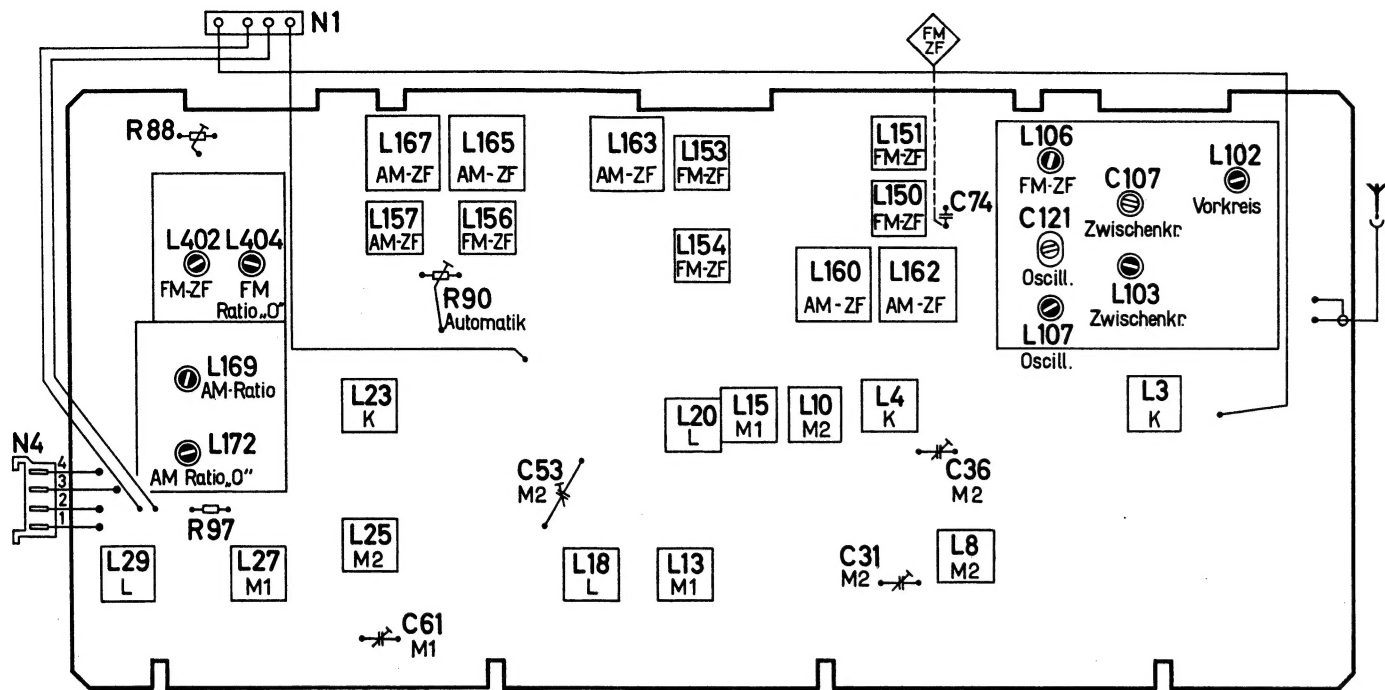 N1
FM
ZF
R88
L167
AM-ZF
L165
AM-ZF
L163
AM-ZF
L153
FM-ZF
L151
FM-ZF
L150
FM-ZF
C74
L106
FM-ZF
C107
Zwischenkr.
L102
Vorkreis
C121
Oscill.
L103
Zwischenkr.
L107
Oscill.
L157
AM-ZF
L156
FM-ZF
L154
FM-ZF
L160
AM-ZF
L162
AM-ZF
L402
FM-ZF
L404
FM
Ratio„0"
R90
Automatik
L169
AM-Ratio
L172
AM Ratio„0"
L23
K
L20
L
L15
M1
L10
M2
L4
K
L3
K
N4
4
3
2
1
R97
C53
M2
C36
M2
L29
L
L27
M1
L25
M2
L18
L
L13
M1
C31
M2
L8
M2
C61
M1